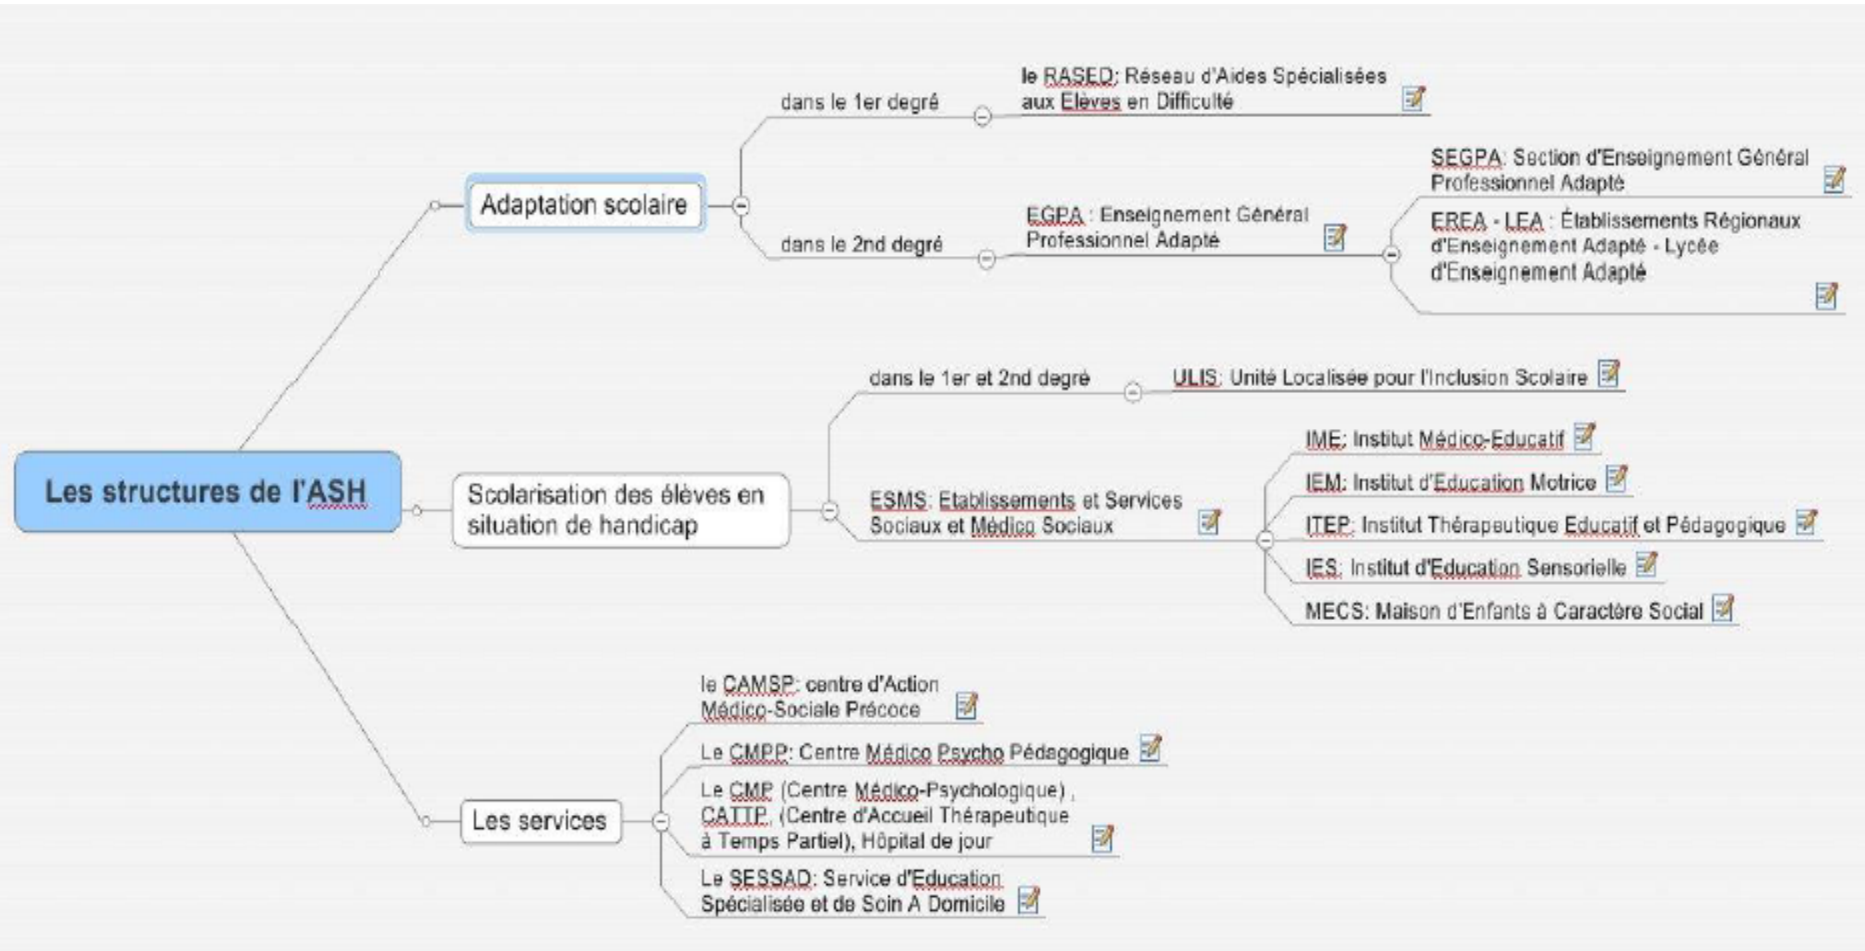 le RASED: Réseau d'Aides Spécialisées
aux Elèves en Difficulté
dans le 1er degré
Adaptation scolaire
dans le 2nd degré
EGPA : Enseignement Général
Professionnel Adapté
SEGPA: Section d'Enseignement Général
Professionnel Adapté
EREA - LEA : Établissements Régionaux
d'Enseignement Adapté - Lycée
d'Enseignement Adapté
Les structures de l'ASH
Scolarisation des élèves en
situation de handicap
dans le 1er et 2nd degré
ULIS: Unité Localisée pour l'Inclusion Scolaire
ESMS: Etablissements et Services
Sociaux et Médico Sociaux
IME: Institut Médico-Educatif
IEM: Institut d'Education Motrice
ITEP: Institut Thérapeutique Educatif et Pédagogique
IES: Institut d'Education Sensorielle
MECS: Maison d'Enfants à Caractère Social
Les services
le CAMSP: centre d'Action
Médico-Sociale Précoce
Le CMPP: Centre Médico Psycho Pédagogique
Le CMP (Centre Médico-Psychologique) ,
CATTP, (Centre d'Accueil Thérapeutique
à Temps Partiel), Hôpital de jour
Le SESSAD: Service d'Education
Spécialisée et de Soin A Domicile